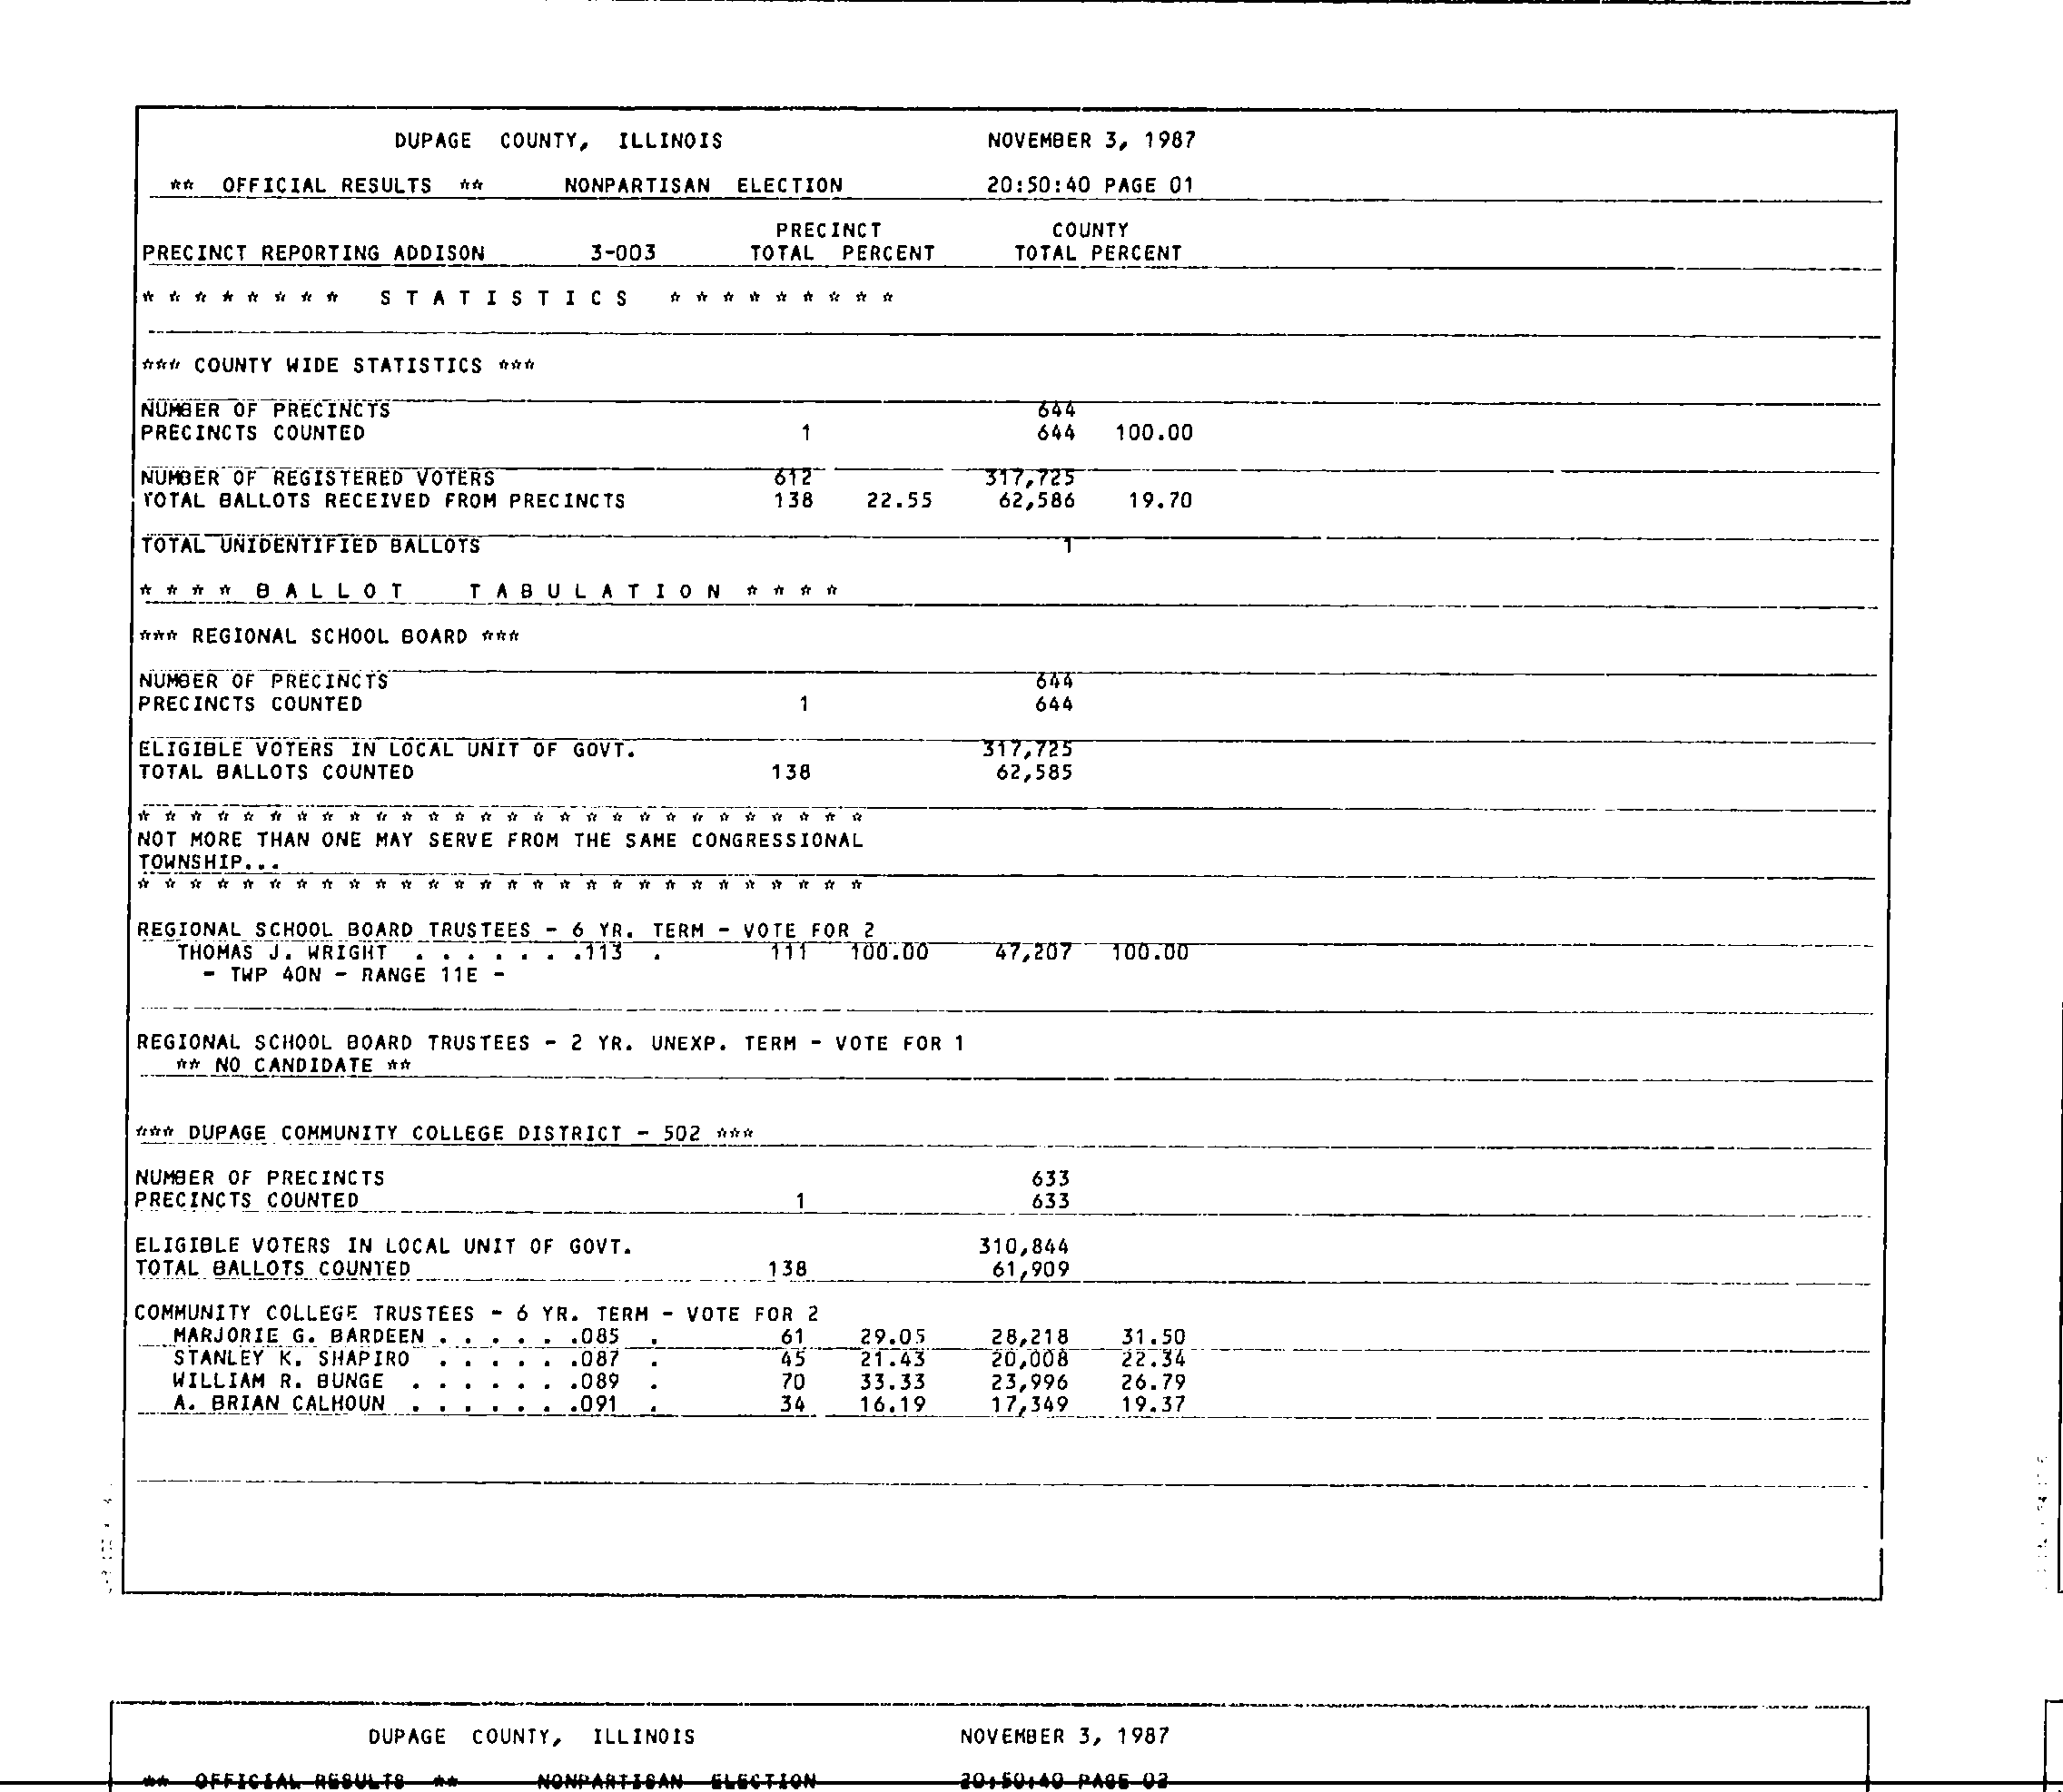 DUPAGE COUNTY, ILLINOIS NOVEMBER 3, 1987
** OFFICIAL RESULTS ** NONPARTISAN ELECTION 20:50:40 PAGE 01
PRECINCT COUNTY
PRECINCT REPORTING ADDISON 3-003 TOTAL PERCENT TOTAL PERCENT
* * * * * * * * S T A T I S T I C S * * * * * * * * *
*** COUNTY WIDE STATISTICS ***
NUMBER OF PRECINCTS 644
PRECINCTS COUNTED 1 644 100.00
NUMBER OF REGISTERED VOTERS 612 317,725
TOTAL BALLOTS RECEIVED FROM PRECINCTS 138 22.55 62,586 19.70
TOTAL UNIDENTIFIED BALLOTS 1
* * * * B A L L O T T A B U L A T I O N * * * *
*** REGIONAL SCHOOL BOARD ***
NUMBER OF PRECINCTS 644
PRECINCTS COUNTED 1 644
ELIGIBLE VOTERS IN LOCAL UNIT OF GOVT. 317,725
TOTAL BALLOTS COUNTED 138 62,585
* * * * * * * * * * * * * * * * * * * * * * * * * * * *
NOT MORE THAN ONE MAY SERVE FROM THE SAME CONGRESSIONAL
TOWNSHIP...
* * * * * * * * * * * * * * * * * * * * * * * * * * * *
REGIONAL SCHOOL BOARD TRUSTEES - 6 YR. TERM - VOTE FOR 2
THOMAS J. WRIGHT . . . . . . .113 . 111 100.00 47,207 100.00
- TWP 40N - RANGE 11E -
REGIONAL SCHOOL BOARD TRUSTEES - 2 YR. UNEXP. TERM - VOTE FOR 1
** NO CANDIDATE **
*** DUPAGE COMMUNITY COLLEGE DISTRICT - 502 ***
NUMBER OF PRECINCTS 633
PRECINCTS COUNTED 1 633
ELIGIBLE VOTERS IN LOCAL UNIT OF GOVT. 310,844
TOTAL BALLOTS COUNTED 138 61,909
COMMUNITY COLLEGE TRUSTEES - 6 YR. TERM - VOTE FOR 2
MARJORIE G. BARDEEN . . . . . .085 . 61 29.05 28,218 31.50
STANLEY K. SHAPIRO . . . . . .087 . 45 21.43 20,008 22.34
WILLIAM R. BUNGE . . . . . . .089 . 70 33.33 23,996 26.79
A. BRIAN CALHOUN . . . . . . .091 . 34 16.19 17,349 19.37
DUPAGE COUNTY, ILLINOIS NOVEMBER 3, 1987
** OFFICIAL RESULTS ** NONPARTISAN ELECTION 20:50:40 PAGE 02